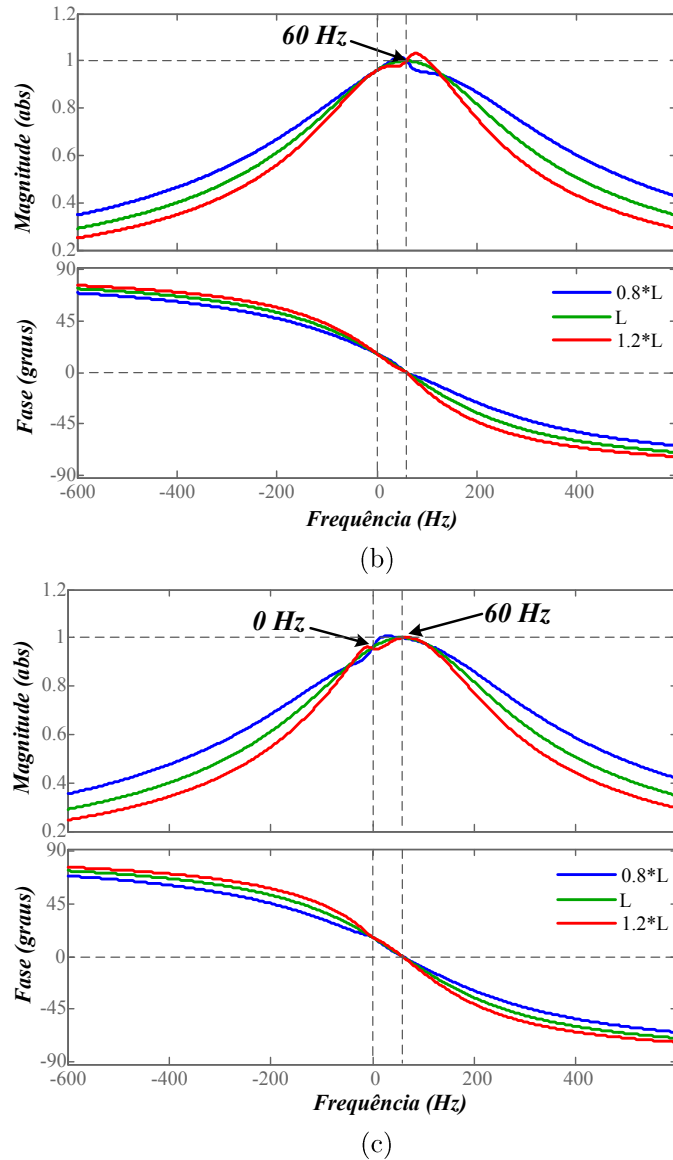 1.2
60 Hz
1
0.8
0.6
0.4
0.2
Magnitude (abs)
90
45
0
-45
-90
Fase (graus)
0.8*L
L
1.2*L
-600
-400
-200
0
200
400
Frequência (Hz)
(b)
1.2
0 Hz
60 Hz
1
0.8
0.6
0.4
0.2
Magnitude (abs)
90
45
0
-45
-90
Fase (graus)
0.8*L
L
1.2*L
-600
-400
-200
0
200
400
Frequência (Hz)
(c)